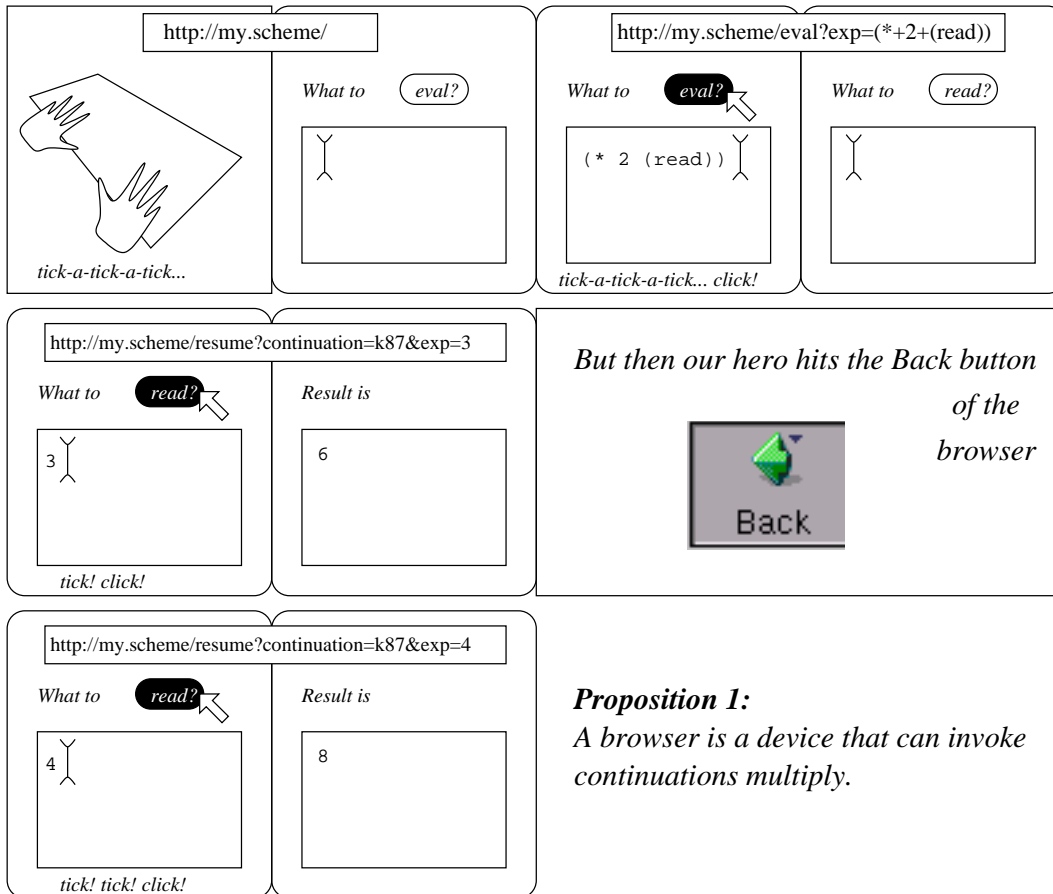 http://my.scheme/
What to eval?
tick-a-tick-a-tick...
http://my.scheme/eval?exp=(*+2+(read))
What to eval?
(* 2 (read))
tick-a-tick-a-tick... click!
What to read?
http://my.scheme/resume?continuation=k87&exp=3
What to read?
3
tick! click!
Result is
6
But then our hero hits the Back button
of the
browser
Back
http://my.scheme/resume?continuation=k87&exp=4
What to read?
4
tick! tick! click!
Result is
8
Proposition 1:
A browser is a device that can invoke
continuations multiply.